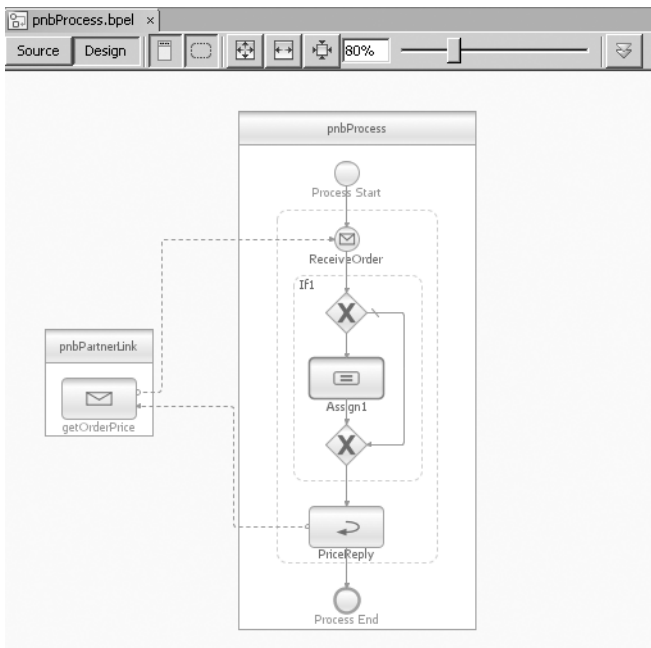 pnbProcess.bpel ×
Source Design 80%
pnbProcess
Process Start
ReceiveOrder
If1
pnbPartnerLink
getOrderPrice
Assign1
PriceReply
Process End